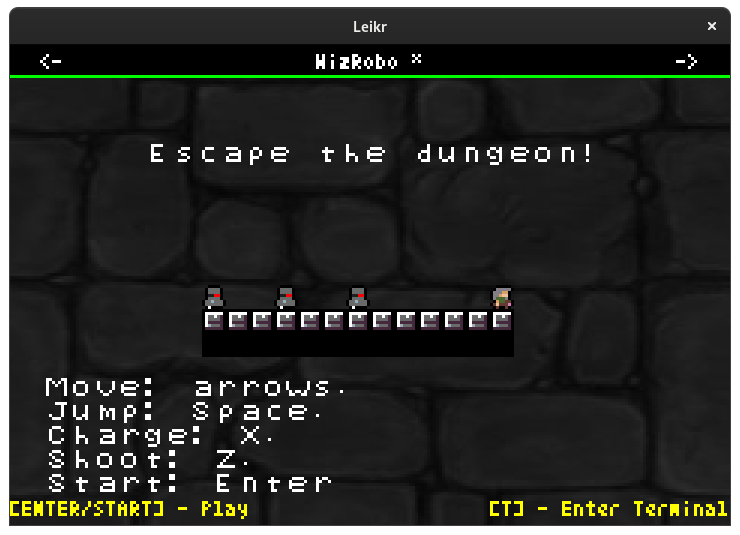 Leikr ×
<- WizRobo * ->
Escape the dungeon!
Move: arrows.
Jump: Space.
Charge: X.
Shoot: Z.
Start: Enter
[ENTER/START] - Play [T] - Enter Terminal